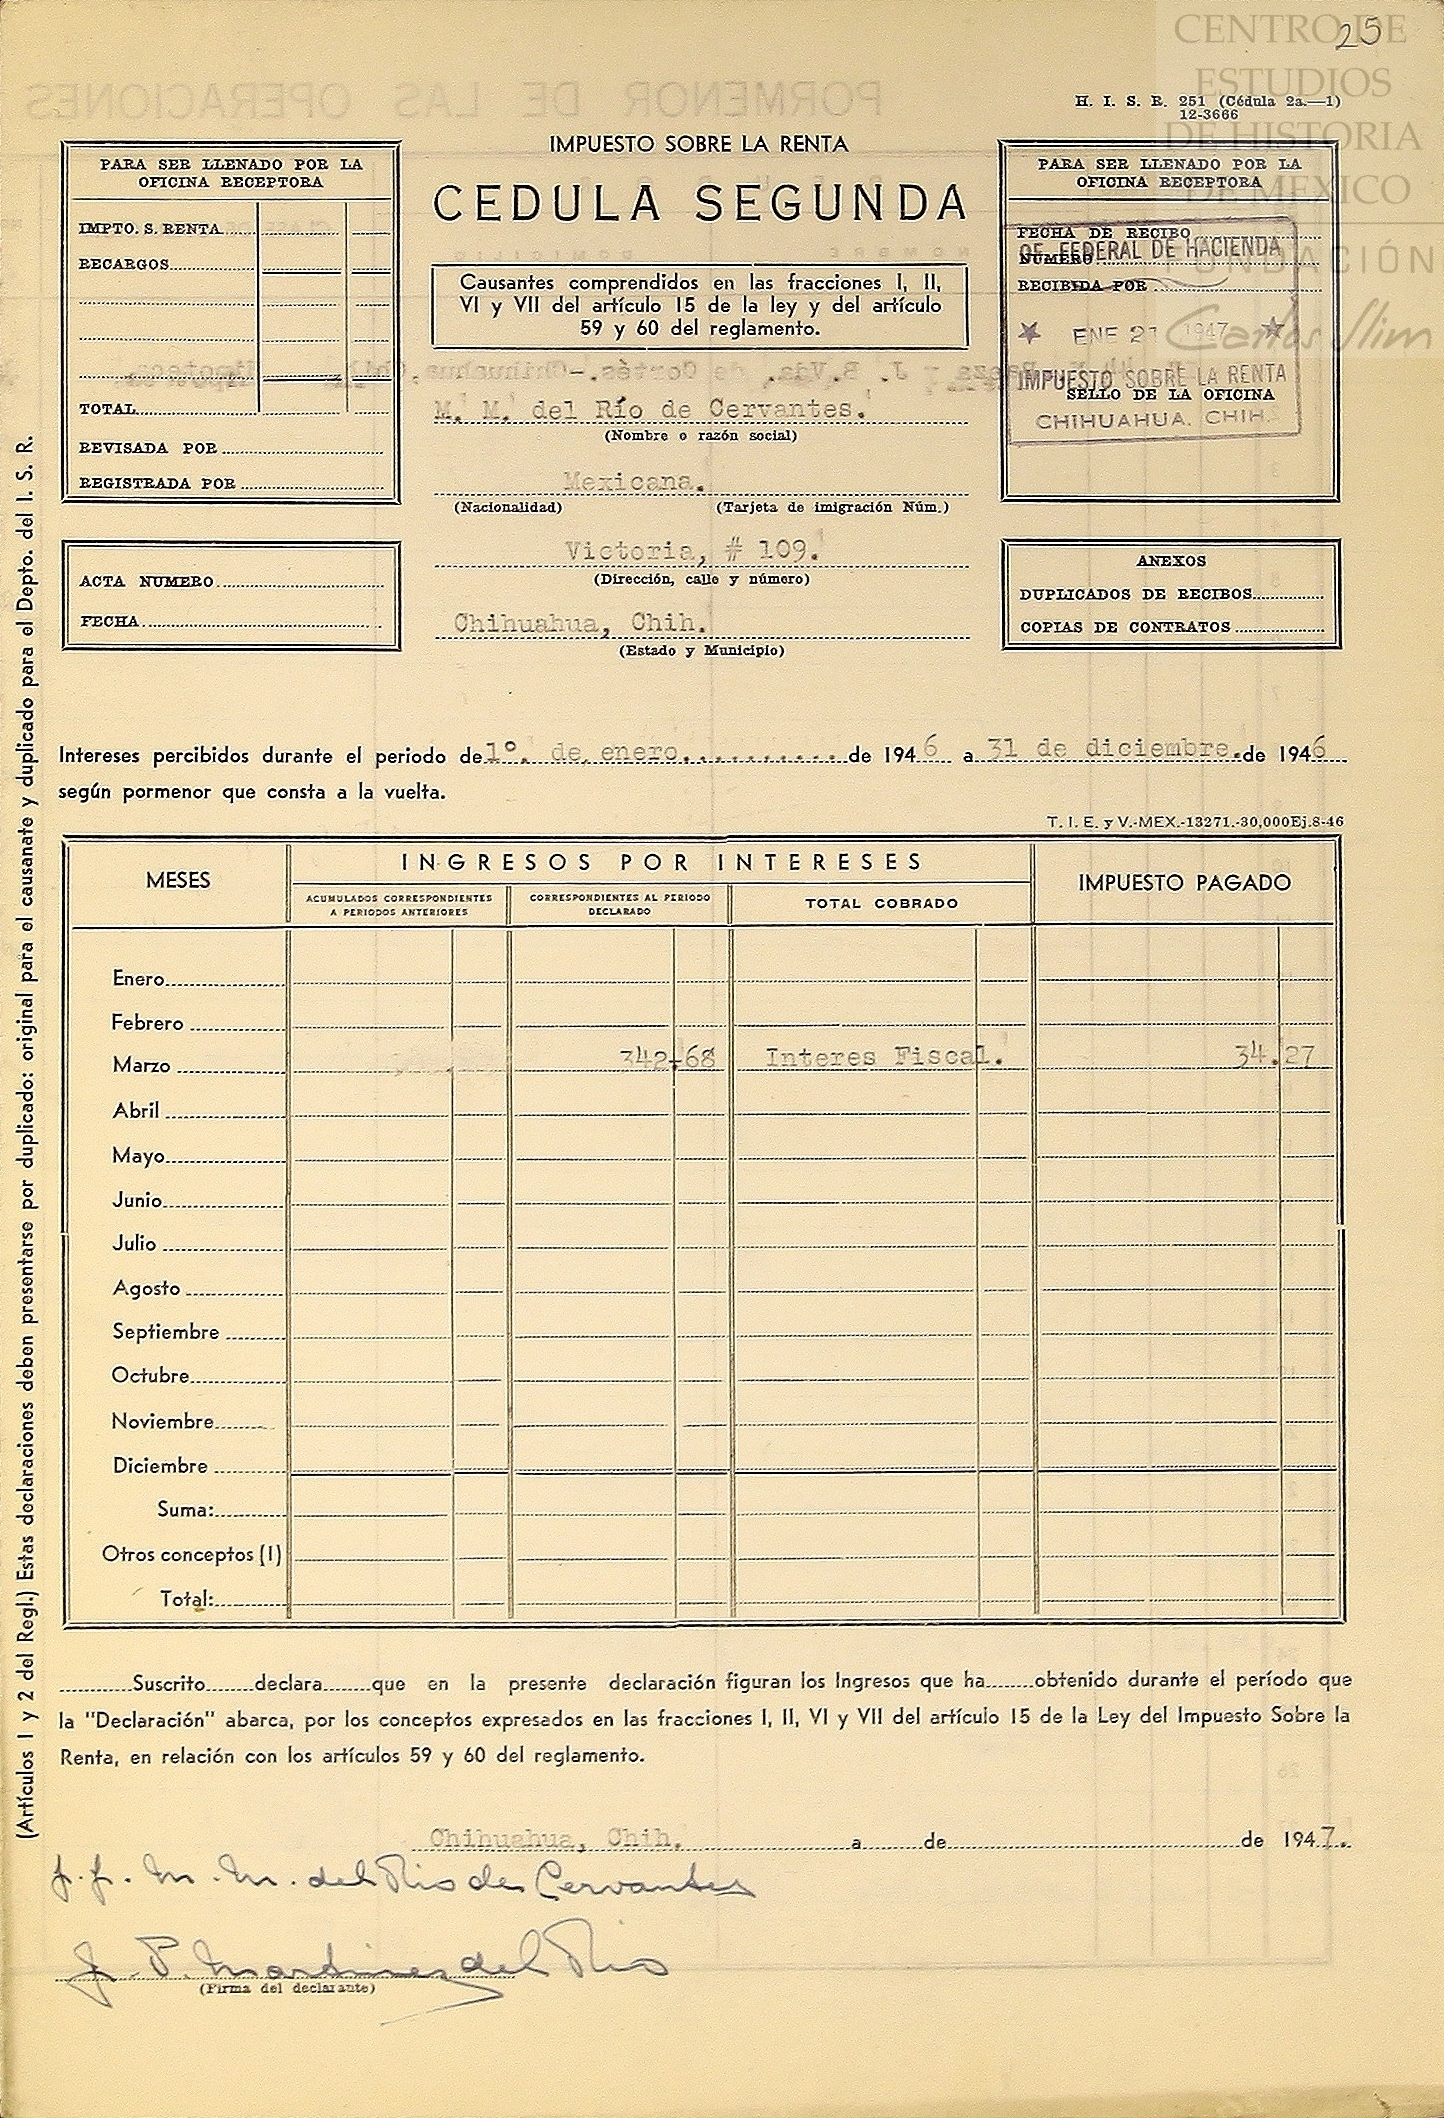 25
CENTRO DE
ESTUDIOS
DE HISTORIA
DE MEXICO
FUNDACIÓN
Carlos Slim
H. I. S. R. 251 (Cédula 2a.—1)
12-3666
IMPUESTO SOBRE LA RENTA
CEDULA SEGUNDA
Causantes comprendidos en las fracciones I, II,
VI y VII del artículo 15 de la ley y del artículo
59 y 60 del reglamento.
PARA SER LLENADO POR LA
OFICINA RECEPTORA
IMPTO. S. RENTA
RECARGOS
TOTAL
REVISADA POR
REGISTRADA POR
PARA SER LLENADO POR LA
OFICINA RECEPTORA
FECHA DE RECIBO
NUMERO
RECIBIDA POR
SELLO DE LA OFICINA
OF. FEDERAL DE HACIENDA
ENE 21 1947
IMPUESTO SOBRE LA RENTA
CHIHUAHUA. CHIH.
M. M. del Río de Cervantes.
(Nombre o razón social)
Mexicana.
(Nacionalidad) (Tarjeta de imigración Núm.)
Victoria, # 109.
(Dirección, calle y número)
Chihuahua, Chih.
(Estado y Municipio)
ACTA NUMERO
FECHA
ANEXOS
DUPLICADOS DE RECIBOS
COPIAS DE CONTRATOS
Intereses percibidos durante el periodo de 1º. de enero.......... de 1946 a 31 de diciembre. de 1946
según pormenor que consta a la vuelta.
T. I. E. y V.-MEX.-13271.-30,000Ej.8-46
MESES INGRESOS POR INTERESES IMPUESTO PAGADO
ACUMULADOS CORRESPONDIENTES A PERIODOS ANTERIORES CORRESPONDIENTES AL PERIODO DECLARADO TOTAL COBRADO
Enero
Febrero
Marzo 342.68 Interes Fiscal. 34.27
Abril
Mayo
Junio
Julio
Agosto
Septiembre
Octubre
Noviembre
Diciembre
Suma:
Otros conceptos (I)
Total:
Suscrito declara que en la presente declaración figuran los Ingresos que ha obtenido durante el período que
la "Declaración" abarca, por los conceptos expresados en las fracciones I, II, VI y VII del artículo 15 de la Ley del Impuesto Sobre la
Renta, en relación con los artículos 59 y 60 del reglamento.
Chihuahua, Chih. a de de 1947.
p. p. M. M. del Rio de Cervantes
J. P. Martinez del Rio
(Firma del declarante)
(Artículos 1 y 2 del Regl.) Estas declaraciones deben presentarse por duplicado: original para el causanate y duplicado para el Depto. del I. S. R.